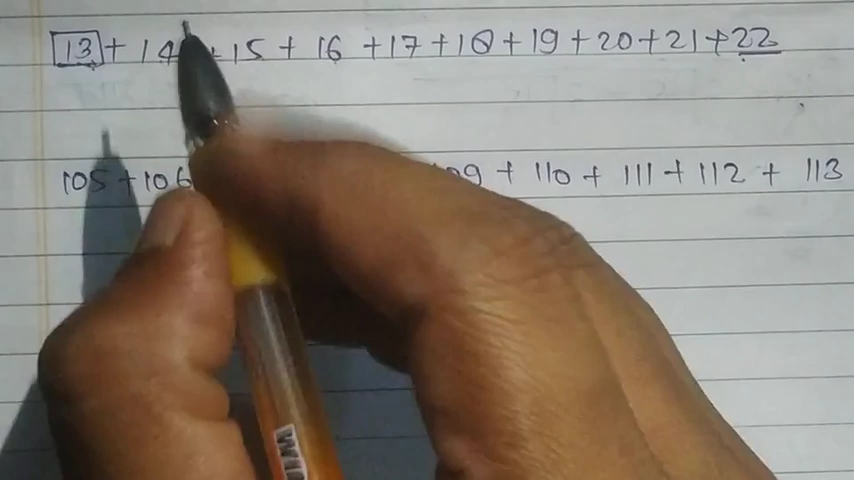 13 + 14 + 15 + 16 + 17 + 18 + 19 + 20 + 21 + 22
105 + 106 + 110 + 111 + 112 + 113